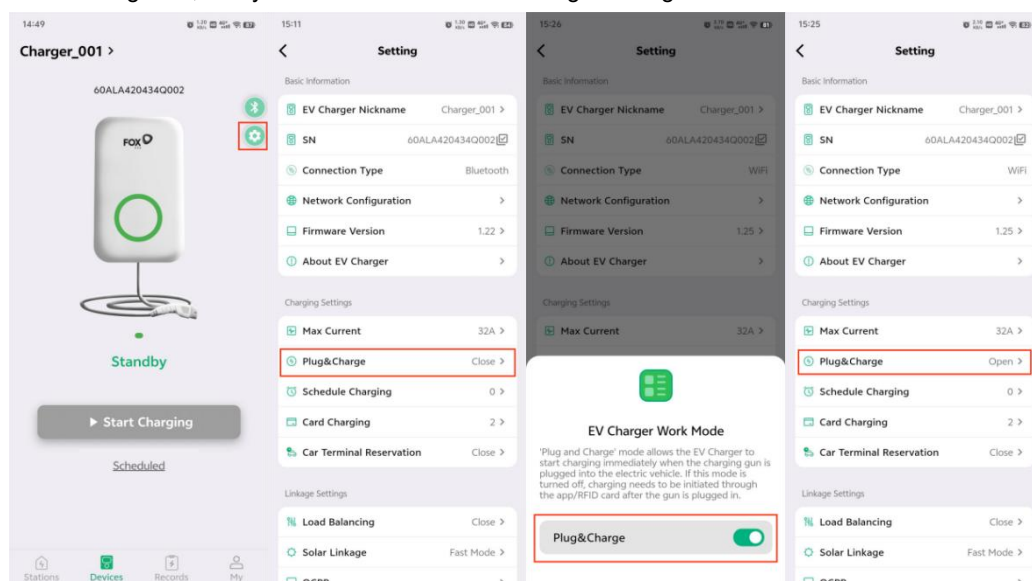 14:49
Charger_001 >
60ALA420434Q002
FOX
Standby
Start Charging
Scheduled
Stations Devices Records My
15:11
Setting
Basic Information
EV Charger Nickname Charger_001 >
SN 60ALA420434Q002
Connection Type Bluetooth
Network Configuration >
Firmware Version 1.22 >
About EV Charger >
Charging Settings
Max Current 32A >
Plug&Charge Close >
Schedule Charging 0 >
Card Charging 2 >
Car Terminal Reservation Close >
Linkage Settings
Load Balancing Close >
Solar Linkage Fast Mode >
15:26
Setting
Basic Information
EV Charger Nickname Charger_001 >
SN 60ALA420434Q002
Connection Type WiFi
Network Configuration >
Firmware Version 1.25 >
About EV Charger >
Charging Settings
Max Current 32A >
EV Charger Work Mode
'Plug and Charge' mode allows the EV Charger to
start charging immediately when the charging gun is
plugged into the electric vehicle. If this mode is
turned off, charging needs to be initiated through
the app/RFID card after the gun is plugged in.
Plug&Charge
15:25
Setting
Basic Information
EV Charger Nickname Charger_001 >
SN 60ALA420434Q002
Connection Type WiFi
Network Configuration >
Firmware Version 1.25 >
About EV Charger >
Charging Settings
Max Current 32A >
Plug&Charge Open >
Schedule Charging 0 >
Card Charging 2 >
Car Terminal Reservation Close >
Linkage Settings
Load Balancing Close >
Solar Linkage Fast Mode >